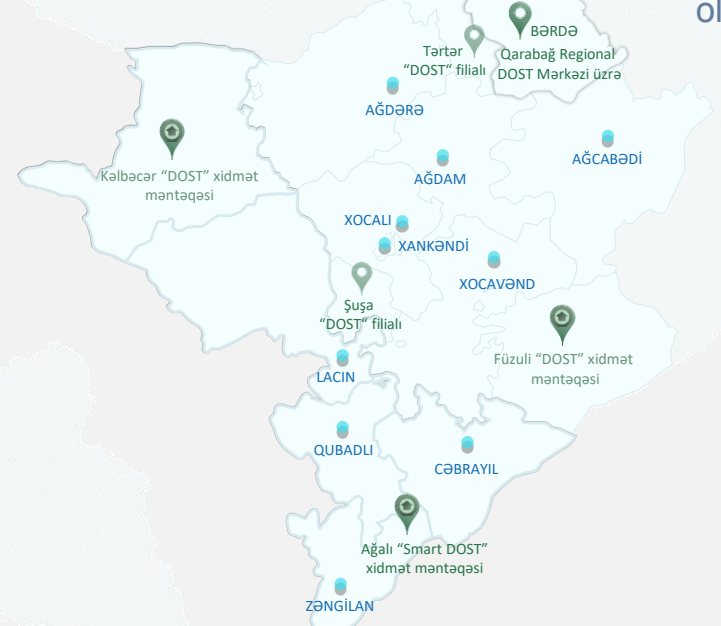 ol
BƏRDƏ
Qarabağ Regional
DOST Mərkəzi üzrə
Tərtər
“DOST“ filialı
AĞDƏRƏ
AĞCABƏDİ
AĞDAM
Kəlbəcər “DOST” xidmət
məntəqəsi
XOCALI
XANKƏNDİ
XOCAVƏND
Şuşa
“DOST“ filialı
Füzuli “DOST” xidmət
məntəqəsi
LACIN
QUBADLI
CƏBRAYIL
Ağalı “Smart DOST”
xidmət məntəqəsi
ZƏNGİLAN